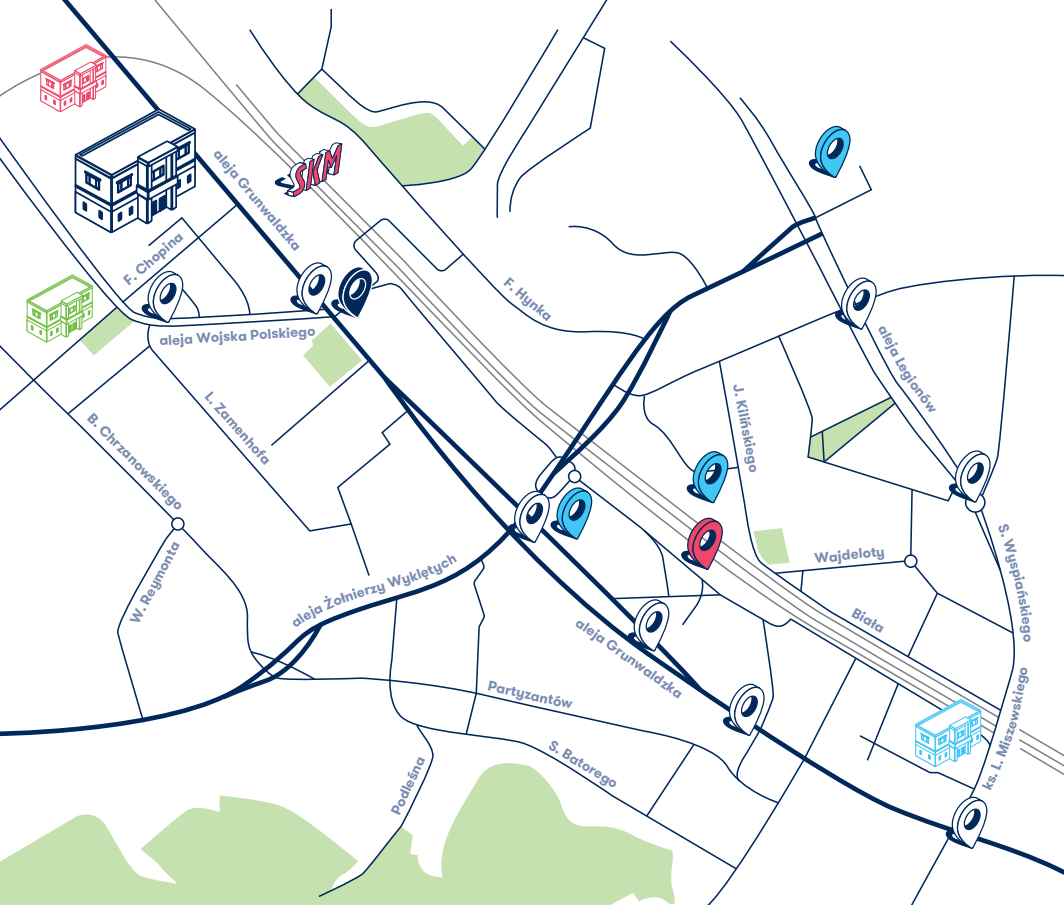 SKM
aleja Grunwaldzka
F. Chopina
F. Hynka
aleja Wojska Polskiego
aleja Legionów
J. Kilińskiego
L. Zamenhofa
B. Chrzanowskiego
Wajdeloty
S. Wyspiańskiego
W. Reymonta
aleja Żołnierzy Wyklętych
Biała
aleja Grunwaldzka
Partyzantów
ks. L. Miszewskiego
S. Batorego
Podleśna